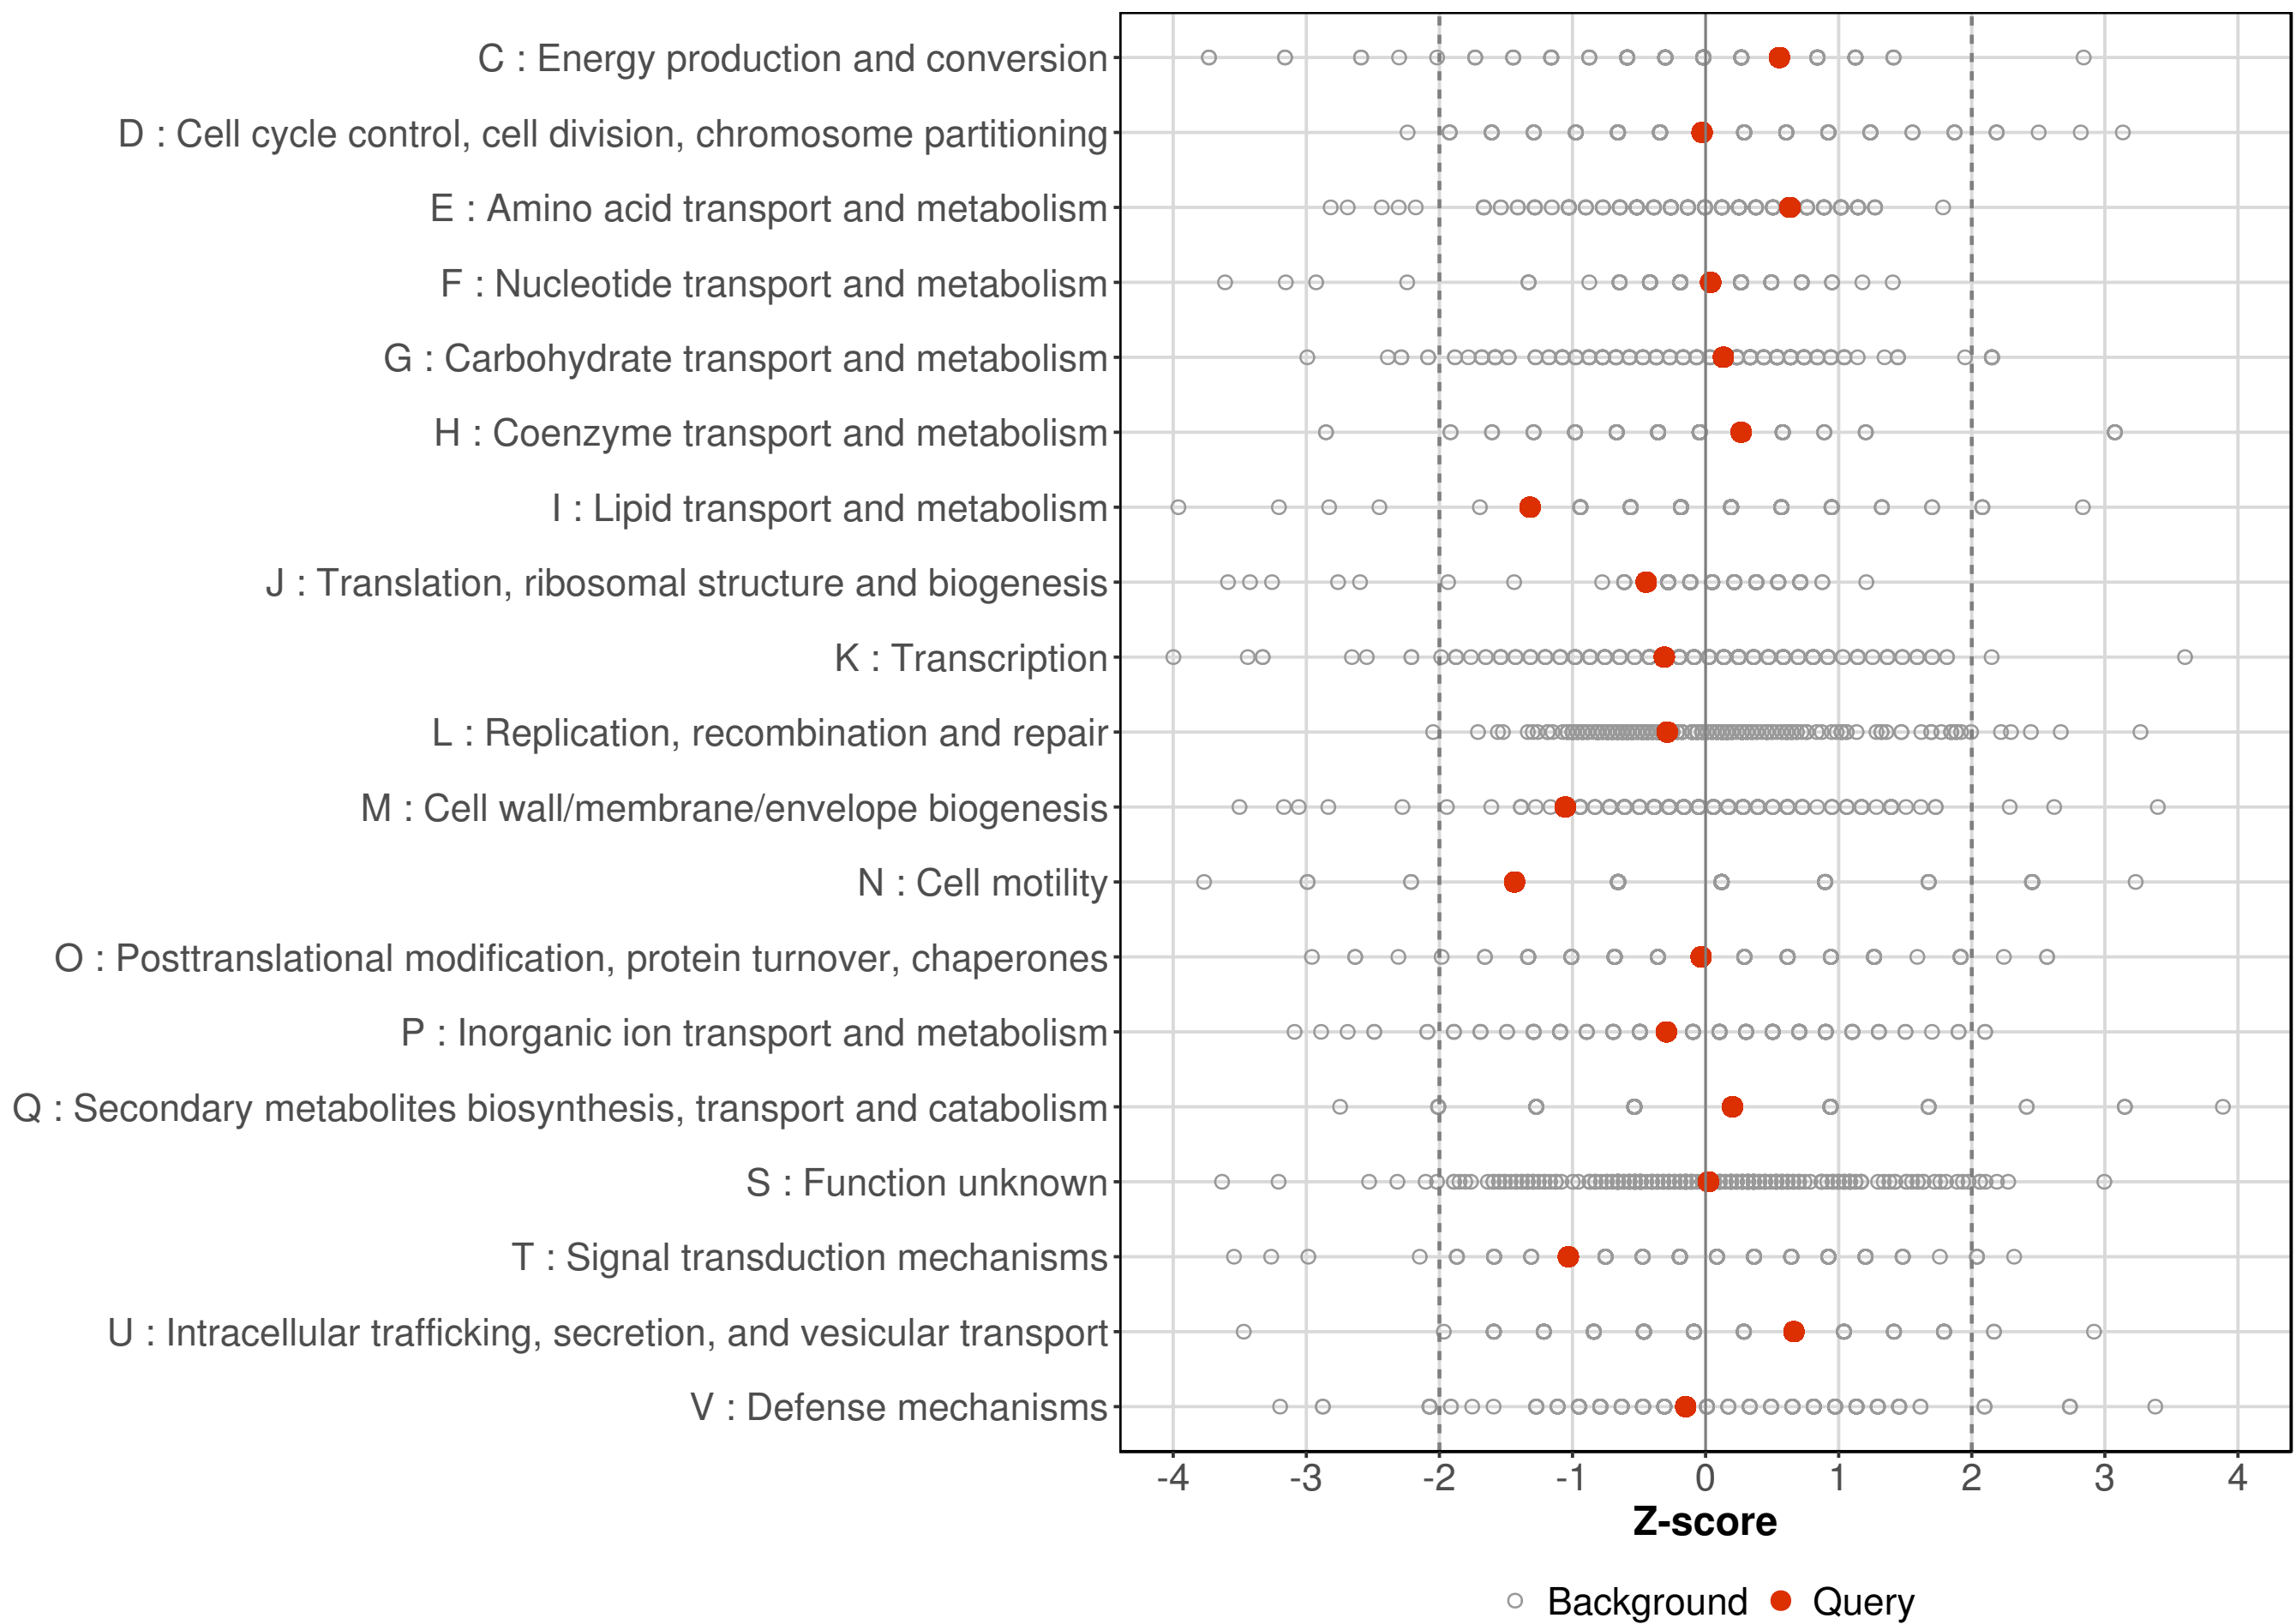 C : Energy production and conversion
D : Cell cycle control, cell division, chromosome partitioning
E : Amino acid transport and metabolism
F : Nucleotide transport and metabolism
G : Carbohydrate transport and metabolism
H : Coenzyme transport and metabolism
I : Lipid transport and metabolism
J : Translation, ribosomal structure and biogenesis
K : Transcription
L : Replication, recombination and repair
M : Cell wall/membrane/envelope biogenesis
N : Cell motility
O : Posttranslational modification, protein turnover, chaperones
P : Inorganic ion transport and metabolism
Q : Secondary metabolites biosynthesis, transport and catabolism
S : Function unknown
T : Signal transduction mechanisms
U : Intracellular trafficking, secretion, and vesicular transport
V : Defense mechanisms
-4 -3 -2 -1 0 1 2 3 4
Z-score
Background Query